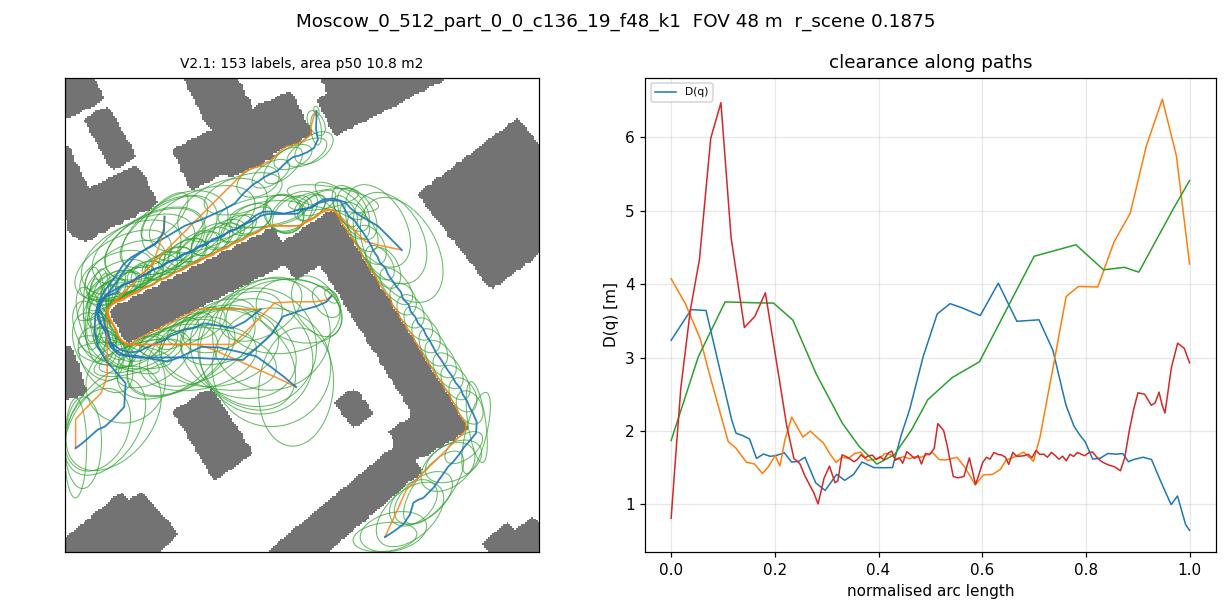 Moscow_0_512_part_0_0_c136_19_f48_k1  FOV 48 m  r_scene 0.1875
V2.1: 153 labels, area p50 10.8 m2
clearance along paths
D(q)
D(q) [m]
6
5
4
3
2
1
0.0 0.2 0.4 0.6 0.8 1.0
normalised arc length